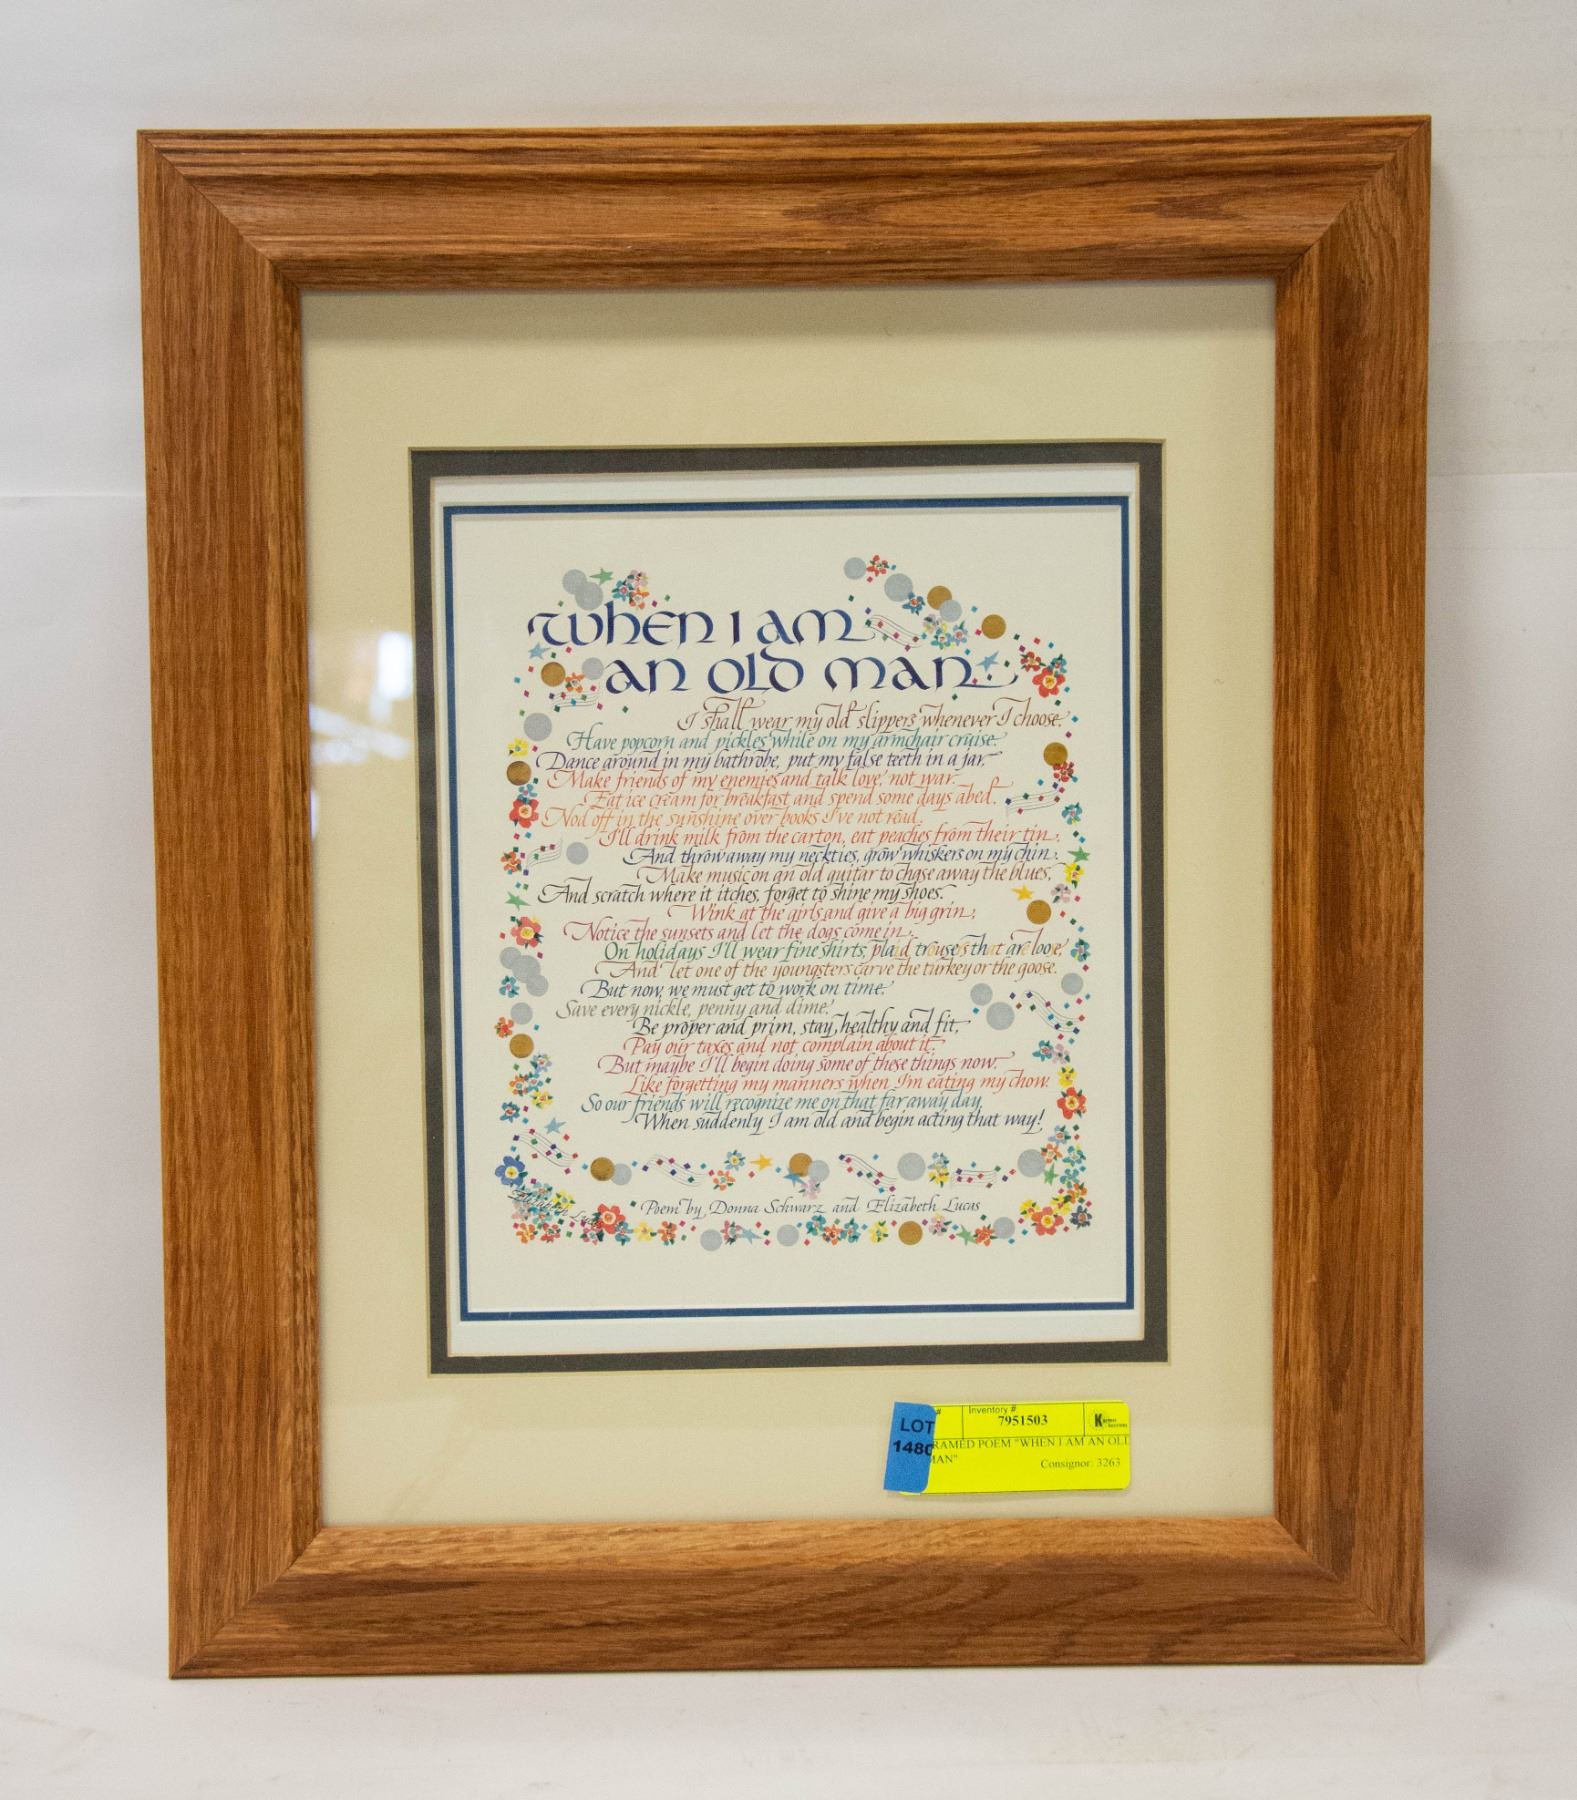 When I am
an old man
I shall wear my old slippers whenever I choose,
Have popcorn and pickles while on my armchair cruise.
Dance around in my bathrobe, put my false teeth in a jar,
Make friends of my enemies and talk love, not war.
Eat ice cream for breakfast and spend some days abed,
Nod off in the sunshine over books I've not read.
I'll drink milk from the carton, eat peaches from their tin,
And throw away my neckties, grow whiskers on my chin.
Make music on an old guitar to chase away the blues,
And scratch where it itches, forget to shine my shoes.
Wink at the girls and give a big grin,
Notice the sunsets and let the dogs come in.
On holidays I'll wear fine shirts, plaid trousers that are loose,
And let one of the youngsters carve the turkey or the goose.
But now, we must get to work on time.
Save every nickle, penny and dime.
Be proper and prim, stay healthy and fit,
Pay our taxes and not complain about it.
But maybe I'll begin doing some of these things now.
Like forgetting my manners when I'm eating my chow.
So our friends will recognize me on that far away day,
When suddenly I am old and begin acting that way!
Poem by Donna Schwarz and Elizabeth Lucas
Elizabeth Lucas
LOT
1480
# Inventory #:
7951503
RAMED POEM "WHEN I AM AN OLD
MAN"
Consignor: 3263